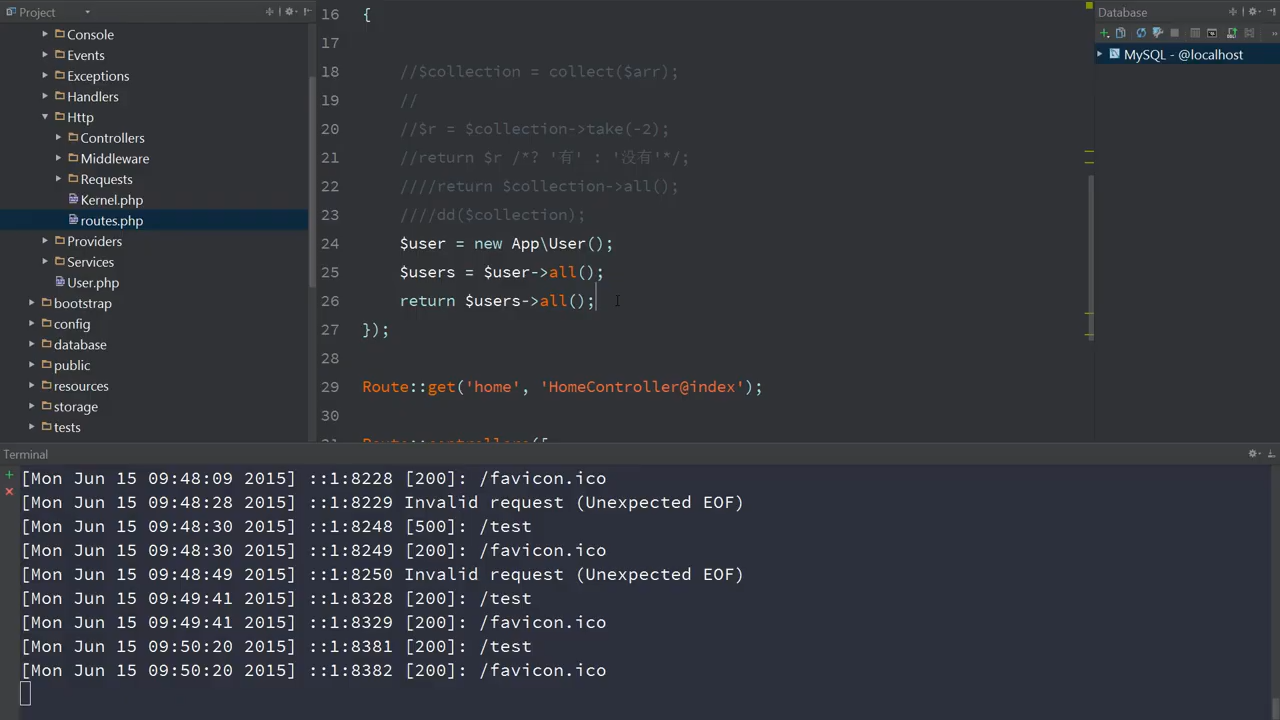 Project
Console
Events
Exceptions
Handlers
Http
Controllers
Middleware
Requests
Kernel.php
routes.php
Providers
Services
User.php
bootstrap
config
database
public
resources
storage
tests
16 {
17
18 //$collection = collect($arr);
19 //
20 //$r = $collection->take(-2);
21 //return $r /*? '有' : '没有'*/;
22 ////return $collection->all();
23 ////dd($collection);
24 $user = new App\User();
25 $users = $user->all();
26 return $users->all();
27 });
28
29 Route::get('home', 'HomeController@index');
30
Database
MySQL - @localhost
Terminal
[Mon Jun 15 09:48:09 2015] ::1:8228 [200]: /favicon.ico
[Mon Jun 15 09:48:28 2015] ::1:8229 Invalid request (Unexpected EOF)
[Mon Jun 15 09:48:30 2015] ::1:8248 [500]: /test
[Mon Jun 15 09:48:30 2015] ::1:8249 [200]: /favicon.ico
[Mon Jun 15 09:48:49 2015] ::1:8250 Invalid request (Unexpected EOF)
[Mon Jun 15 09:49:41 2015] ::1:8328 [200]: /test
[Mon Jun 15 09:49:41 2015] ::1:8329 [200]: /favicon.ico
[Mon Jun 15 09:50:20 2015] ::1:8381 [200]: /test
[Mon Jun 15 09:50:20 2015] ::1:8382 [200]: /favicon.ico